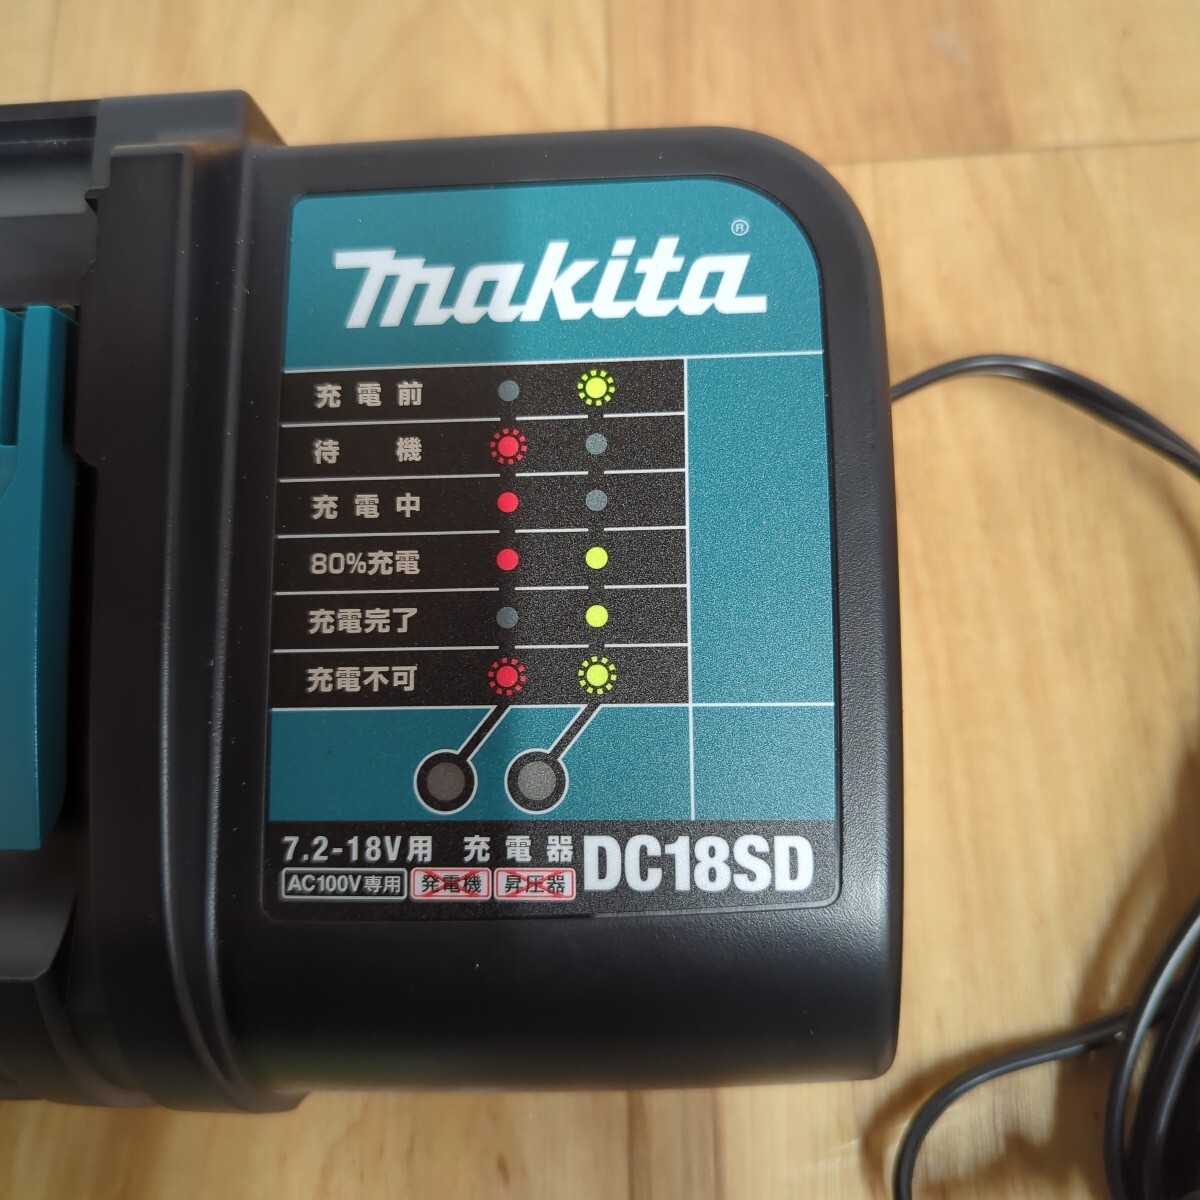 makita®
充電前
待機
充電中
80%充電
充電完了
充電不可
7.2-18V用 充電器 DC18SD
AC100V専用 発電機 昇圧器